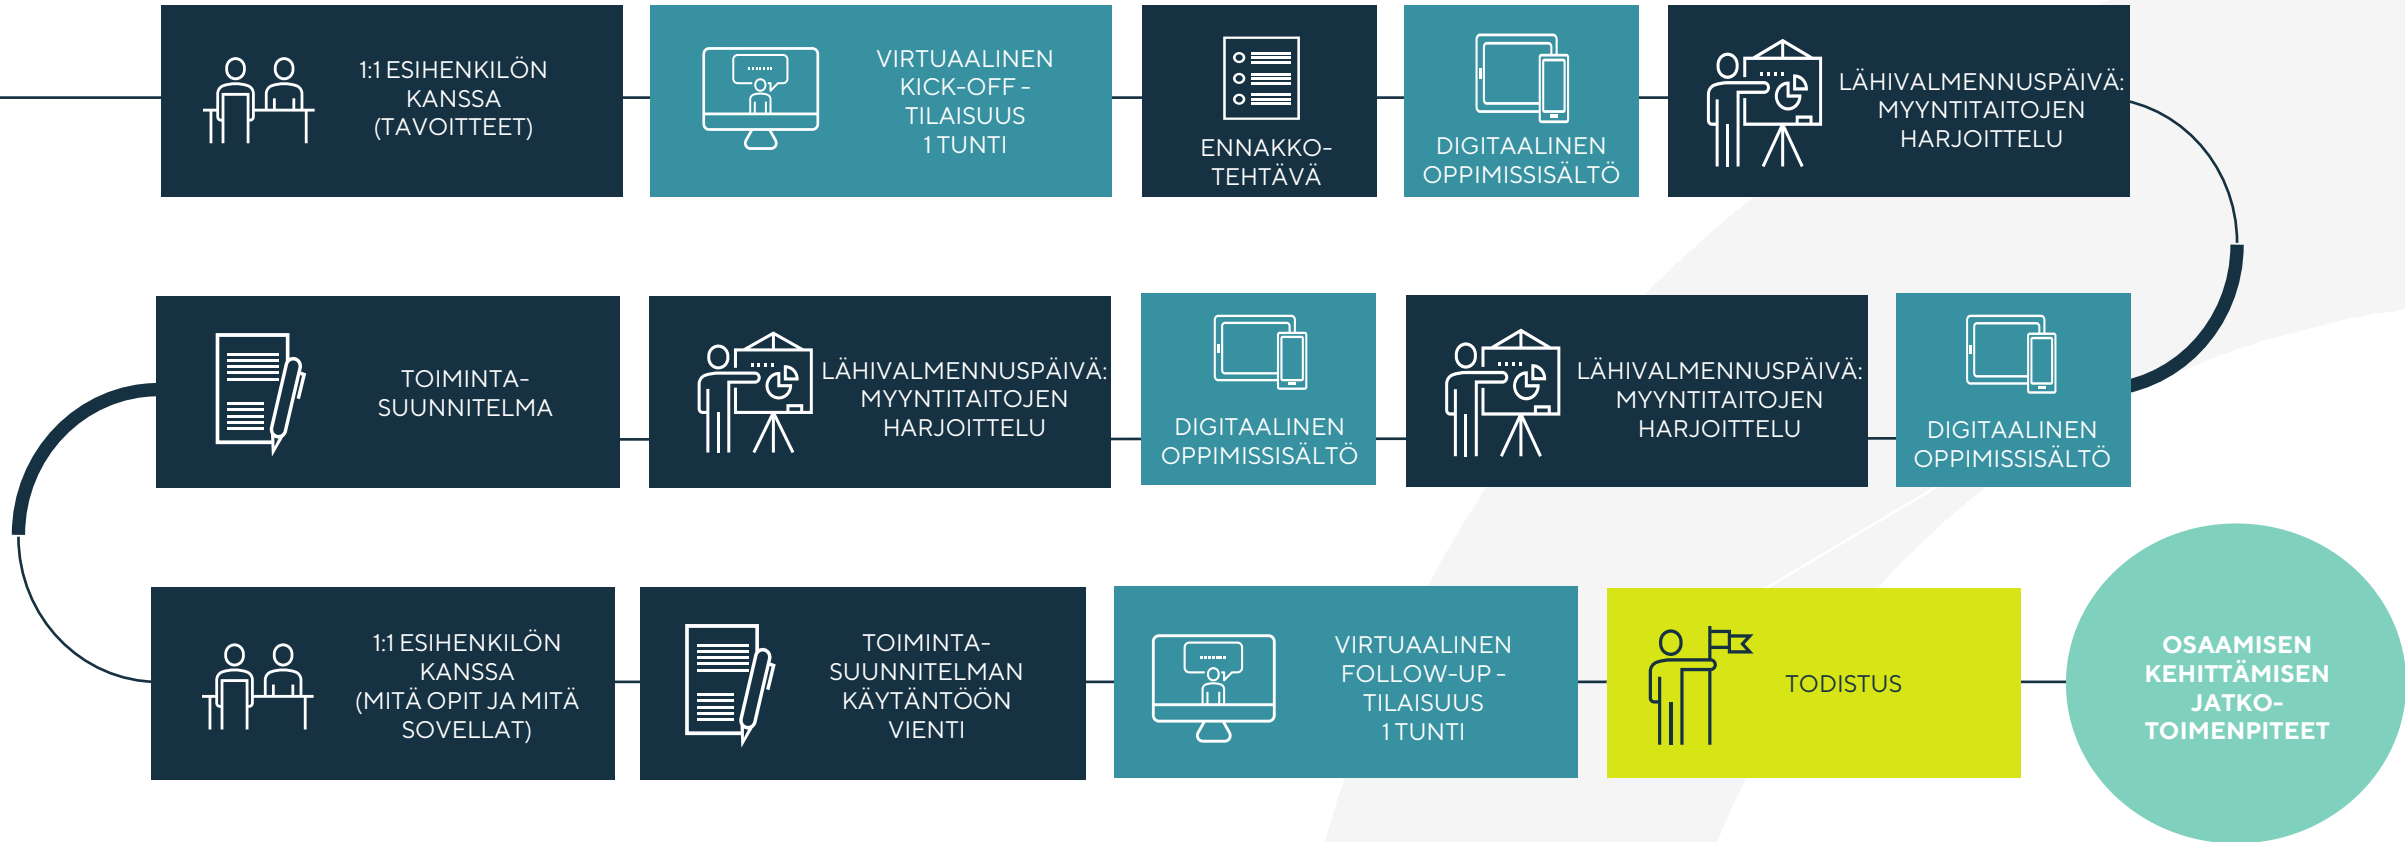 1:1 ESIHENKILÖN
KANSSA
(TAVOITTEET)
VIRTUAALINEN
KICK-OFF -
TILAISUUS
1 TUNTI
ENNAKKO-
TEHTÄVÄ
DIGITAALINEN
OPPIMISSISÄLTÖ
LÄHIVALMENNUSPÄIVÄ:
MYYNTITAITOJEN
HARJOITTELU
DIGITAALINEN
OPPIMISSISÄLTÖ
LÄHIVALMENNUSPÄIVÄ:
MYYNTITAITOJEN
HARJOITTELU
DIGITAALINEN
OPPIMISSISÄLTÖ
LÄHIVALMENNUSPÄIVÄ:
MYYNTITAITOJEN
HARJOITTELU
TOIMINTA-
SUUNNITELMA
1:1 ESIHENKILÖN
KANSSA
(MITÄ OPIT JA MITÄ
SOVELLAT)
TOIMINTA-
SUUNNITELMAN
KÄYTÄNTÖÖN
VIENTI
VIRTUAALINEN
FOLLOW-UP -
TILAISUUS
1 TUNTI
TODISTUS
OSAAMISEN
KEHITTÄMISEN
JATKO-
TOIMENPITEET